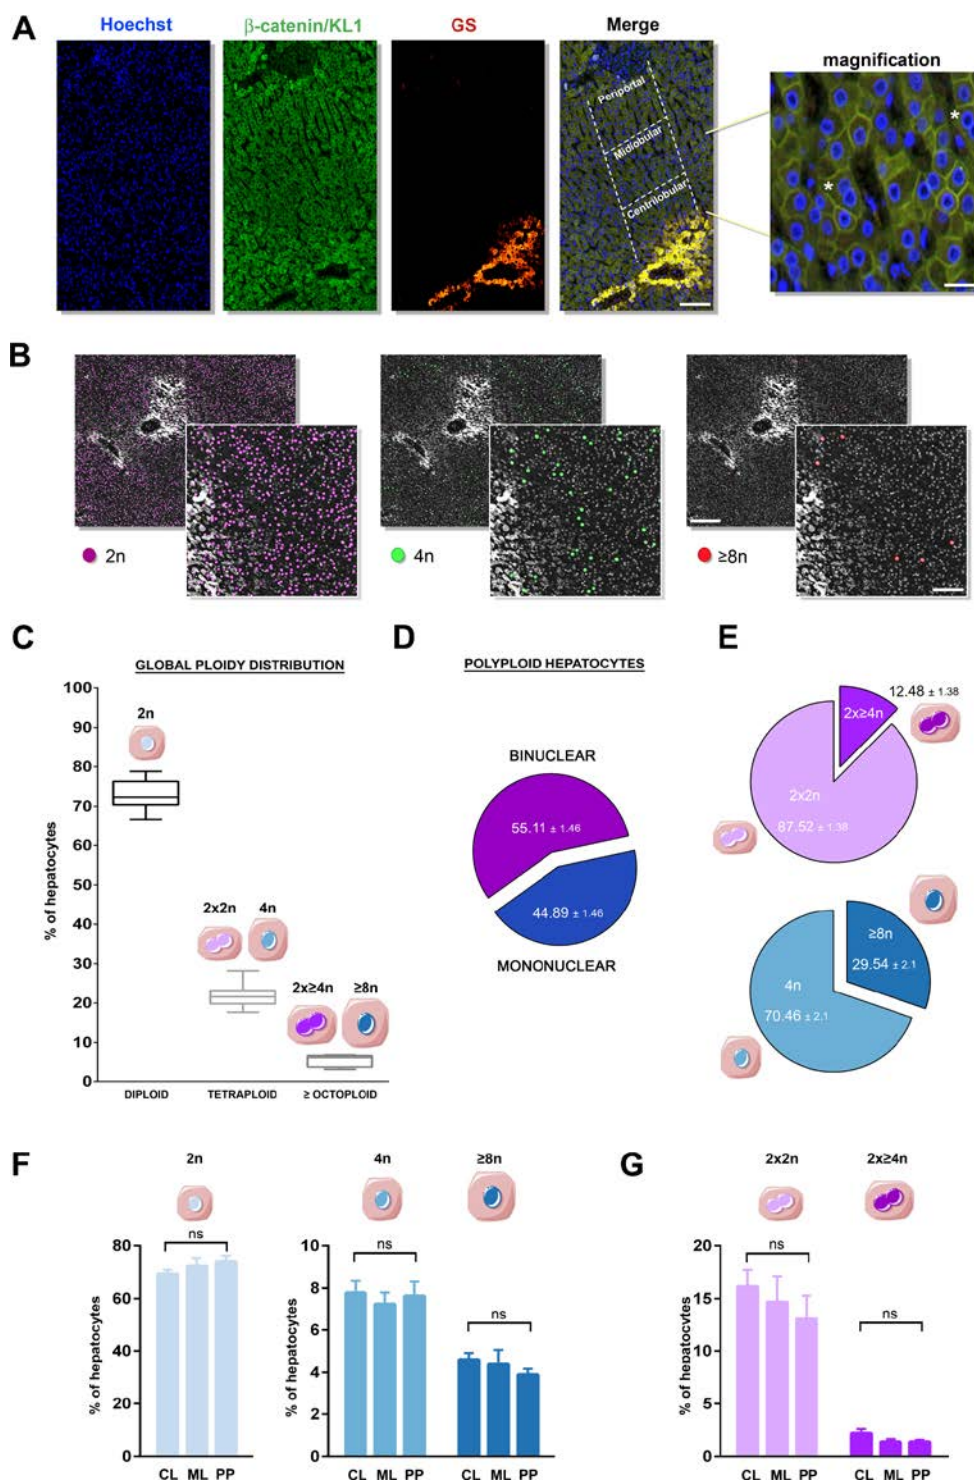 A
Hoechst
β-catenin/KL1
GS
Merge
magnification
Periportal
Midlobular
Centrilobular
*
*
B
2n
4n
≥8n
C
GLOBAL PLOIDY DISTRIBUTION
% of hepatocytes
100
90
80
70
60
50
40
30
20
10
0
2n
2x2n
4n
2x≥4n
≥8n
DIPLOID
TETRAPLOID
≥ OCTOPLOID
D
POLYPLOID HEPATOCYTES
BINUCLEAR
55.11 ± 1.46
44.89 ± 1.46
MONONUCLEAR
E
12.48 ± 1.38
2x≥4n
2x2n
87.52 ± 1.38
≥8n
29.54 ± 2.1
4n
70.46 ± 2.1
F
2n
ns
% of hepatocytes
80
60
40
20
0
CL ML PP
4n
≥8n
ns
ns
% of hepatocytes
10
8
6
4
2
0
CL ML PP
CL ML PP
G
2x2n
2x≥4n
ns
ns
% of hepatocytes
20
15
10
5
0
CL ML PP
CL ML PP